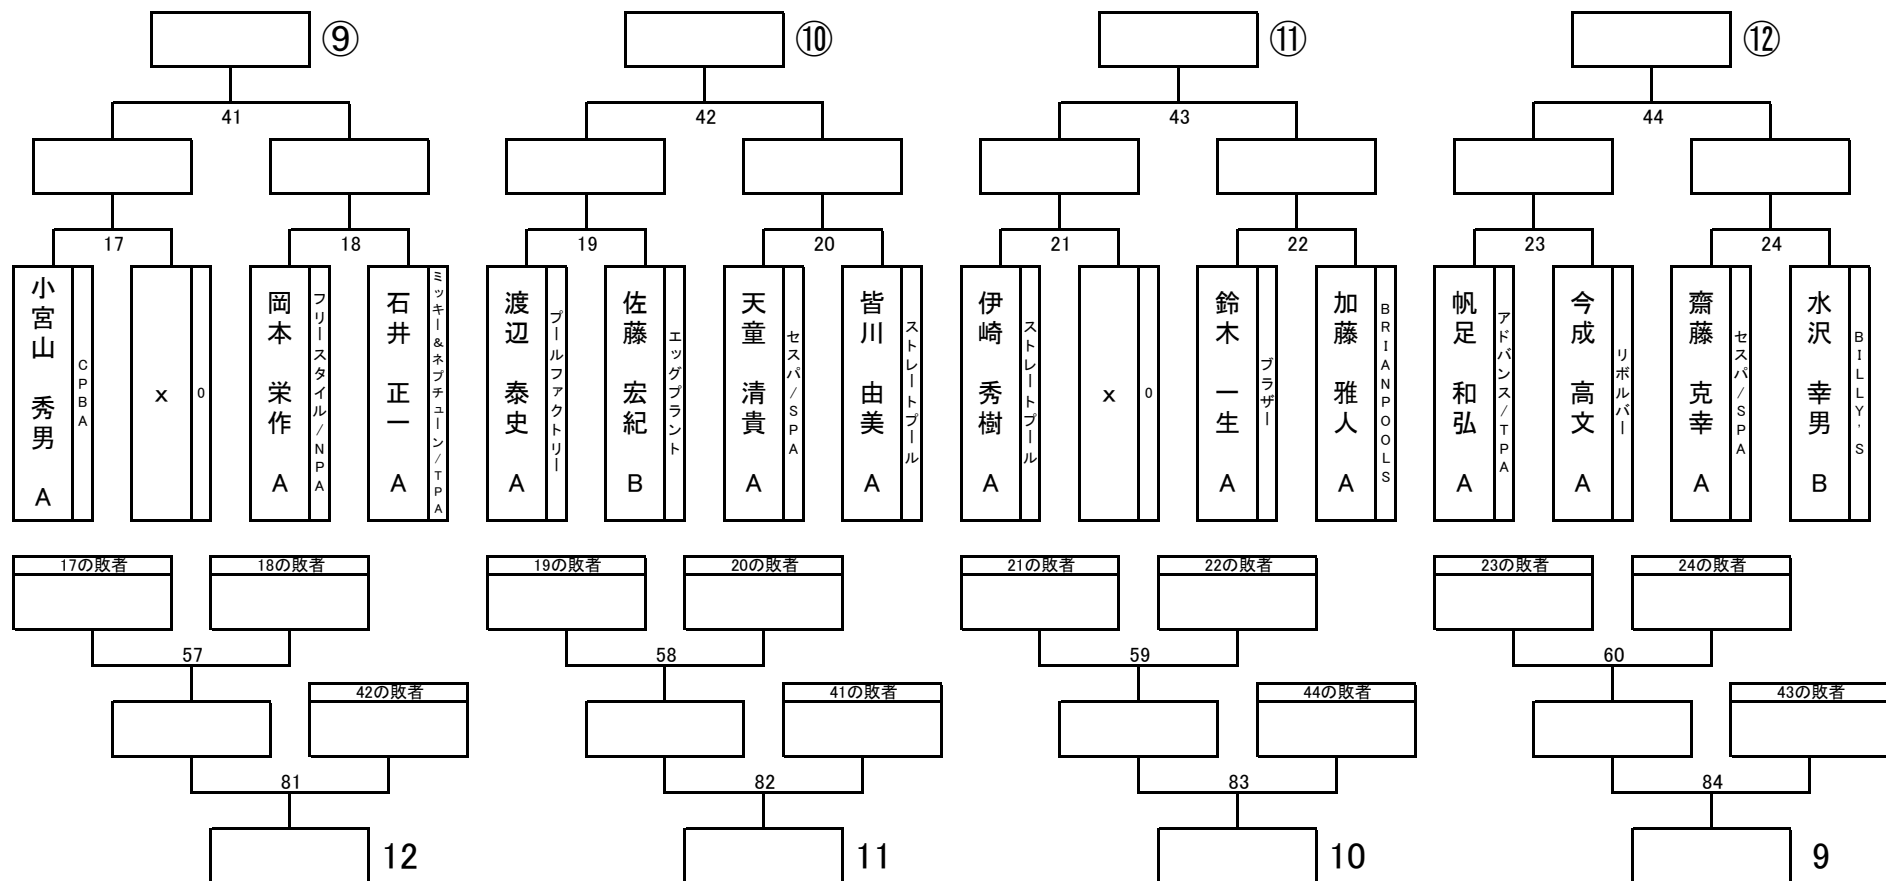 ⑨
⑩
⑪
⑫
41
42
43
44
17
18
19
20
21
22
23
24
小宮山 秀男 A
CPBA
x
0
岡本 栄作 A
フリースタイル/NPA
石井 正一 A
ミッキー&ネプチューン/TPA
渡辺 泰史 A
プールファクトリー
佐藤 宏紀 B
エッグプラント
天童 清貴 A
セスパ/SPA
皆川 由美 A
ストレートプール
伊崎 秀樹 A
ストレートプール
x
0
鈴木 一生 A
ブラザー
加藤 雅人 A
BRIANPOOLS
帆足 和弘 A
アドバンス/TPA
今成 高文 A
リボルバー
齋藤 克幸 A
セスパ/SPA
水沢 幸男 B
BILLY'S
17の敗者
18の敗者
19の敗者
20の敗者
21の敗者
22の敗者
23の敗者
24の敗者
57
58
59
60
42の敗者
41の敗者
44の敗者
43の敗者
81
82
83
84
12
11
10
9